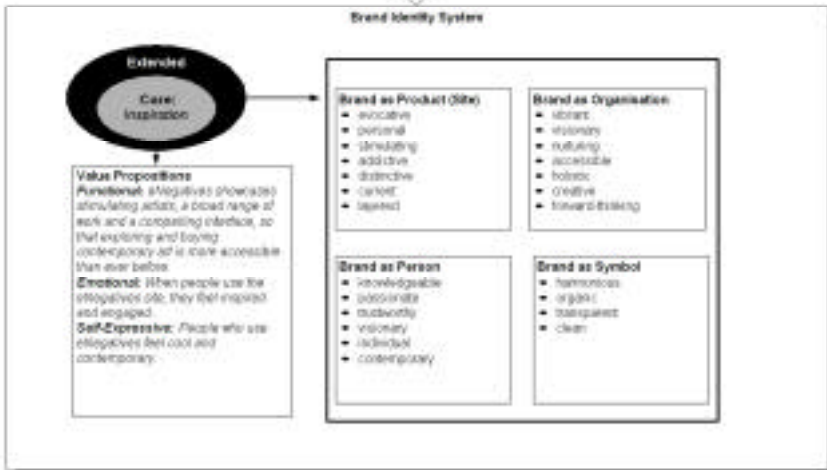 Brand Identity System
Extended
Core:
Inspiration
Value Propositions
Functional: eNegatives showcases
stimulating artists, a broad range of
work and a compelling interface, so
that exploring and buying
contemporary art is more accessible
than ever before.
Emotional: When people use the
eNegatives site, they feel inspired
and engaged.
Self-Expressive: People who use
eNegatives feel cool and
contemporary.
Brand as Product (Site)
evocative
personal
stimulating
addictive
distinctive
current
layered
Brand as Organisation
vibrant
visionary
nurturing
accessible
holistic
creative
forward-thinking
Brand as Person
knowledgeable
passionate
trustworthy
visionary
individual
contemporary
Brand as Symbol
harmonious
organic
transparent
clean